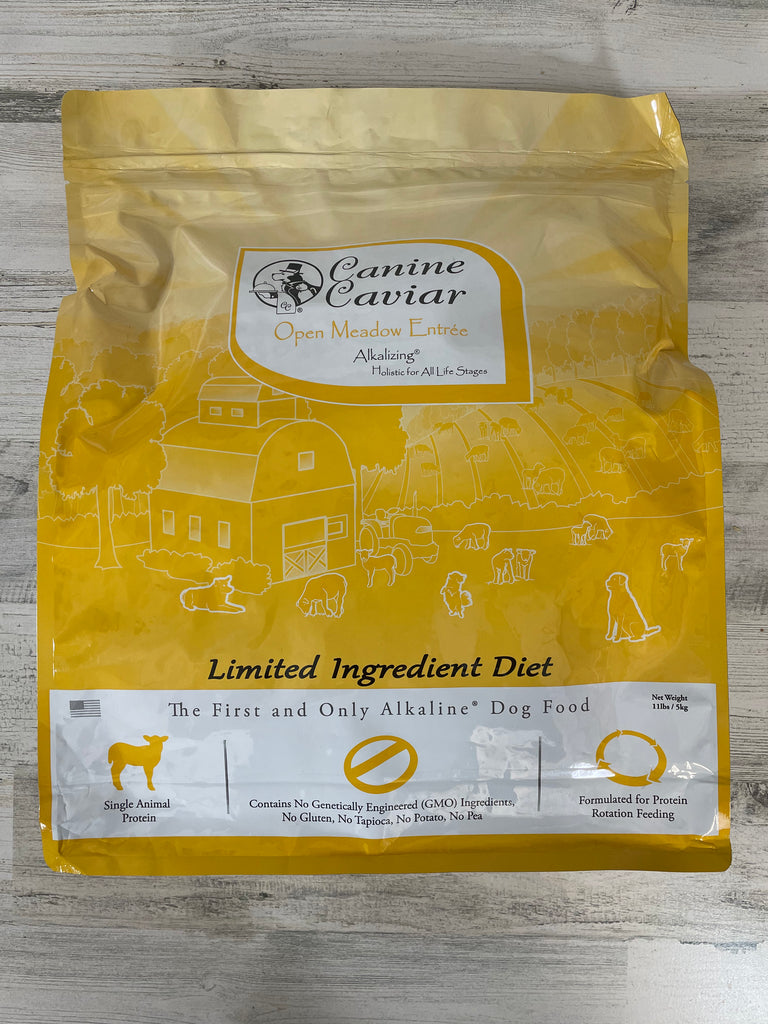 Canine
Caviar
CC
®
Open Meadow Entrée
Alkalizing®
Holistic for All Life Stages
Limited Ingredient Diet
The First and Only Alkaline® Dog Food
Net Weight
11lbs / 5kg
Single Animal
Protein
Contains No Genetically Engineered (GMO) Ingredients,
No Gluten, No Tapioca, No Potato, No Pea
Formulated for Protein
Rotation Feeding